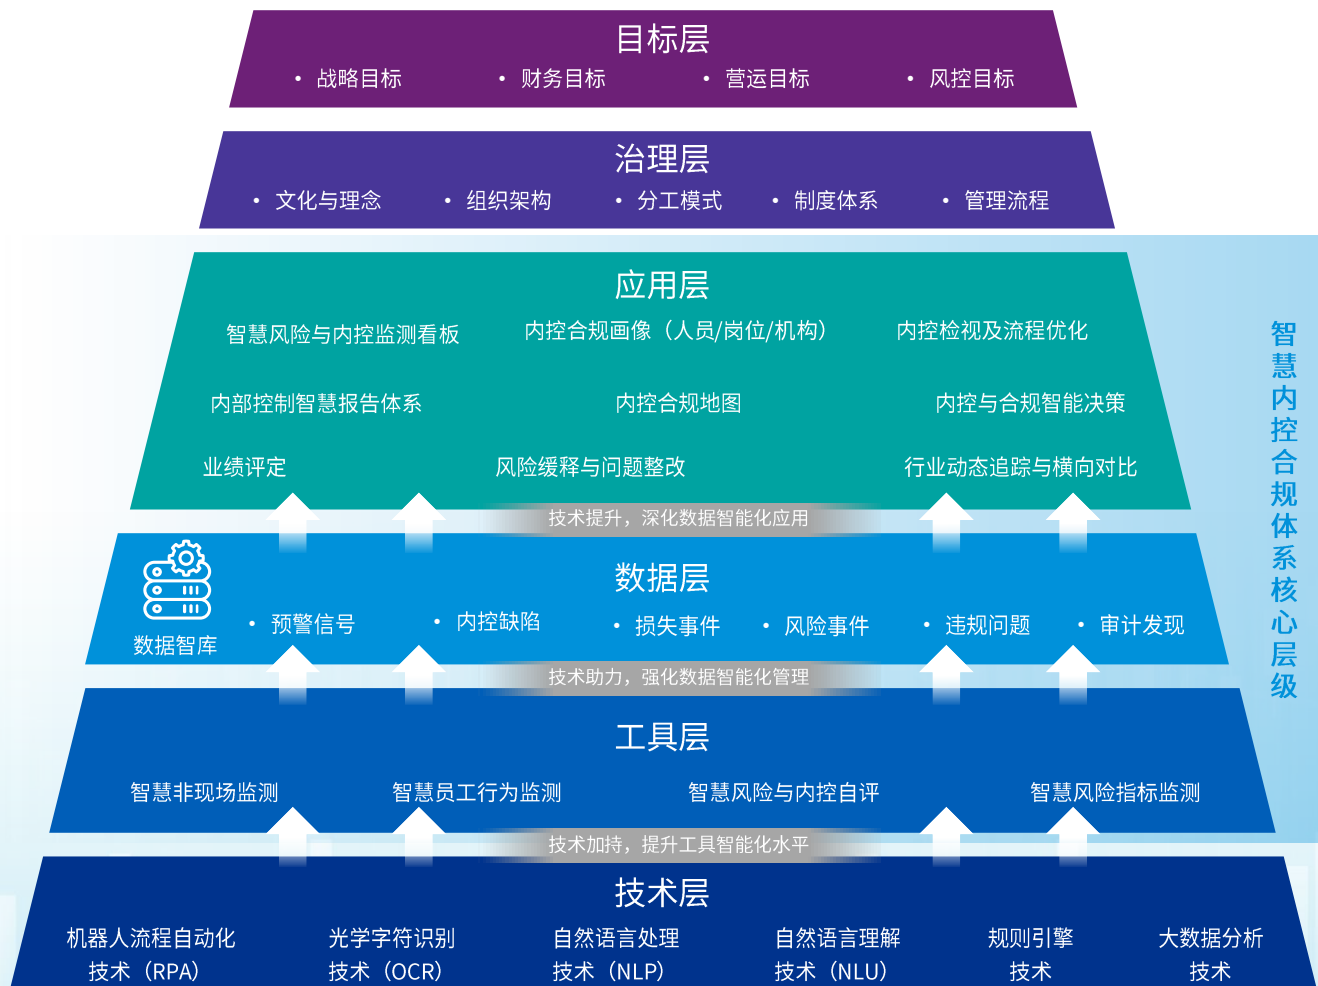 目标层
• 战略目标 • 财务目标 • 营运目标 • 风控目标
治理层
• 文化与理念 • 组织架构 • 分工模式 • 制度体系 • 管理流程
应用层
智慧风险与内控监测看板 内控合规画像（人员/岗位/机构） 内控检视及流程优化
内部控制智慧报告体系 内控合规地图 内控与合规智能决策
业绩评定 风险缓释与问题整改 行业动态追踪与横向对比
技术提升，深化数据智能化应用
数据层
数据智库
• 预警信号 • 内控缺陷 • 损失事件 • 风险事件 • 违规问题 • 审计发现
技术助力，强化数据智能化管理
工具层
智慧非现场监测 智慧员工行为监测 智慧风险与内控自评 智慧风险指标监测
技术加持，提升工具智能化水平
技术层
机器人流程自动化 光学字符识别 自然语言处理 自然语言理解 规则引擎 大数据分析
技术（RPA） 技术（OCR） 技术（NLP） 技术（NLU） 技术 技术
智慧内控合规体系核心层级